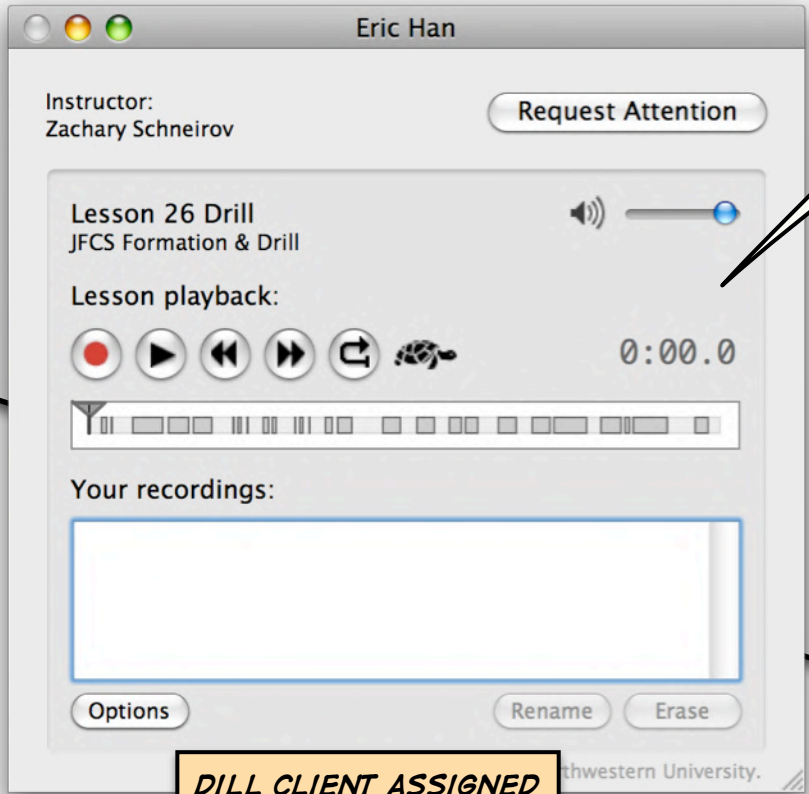 Eric Han
Instructor:
Zachary Schneirov
Request Attention
Lesson 26 Drill
JFCS Formation & Drill
Lesson playback:
0:00.0
Your recordings:
Options
Rename
Erase
University.
DILL CLIENT ASSIGNED